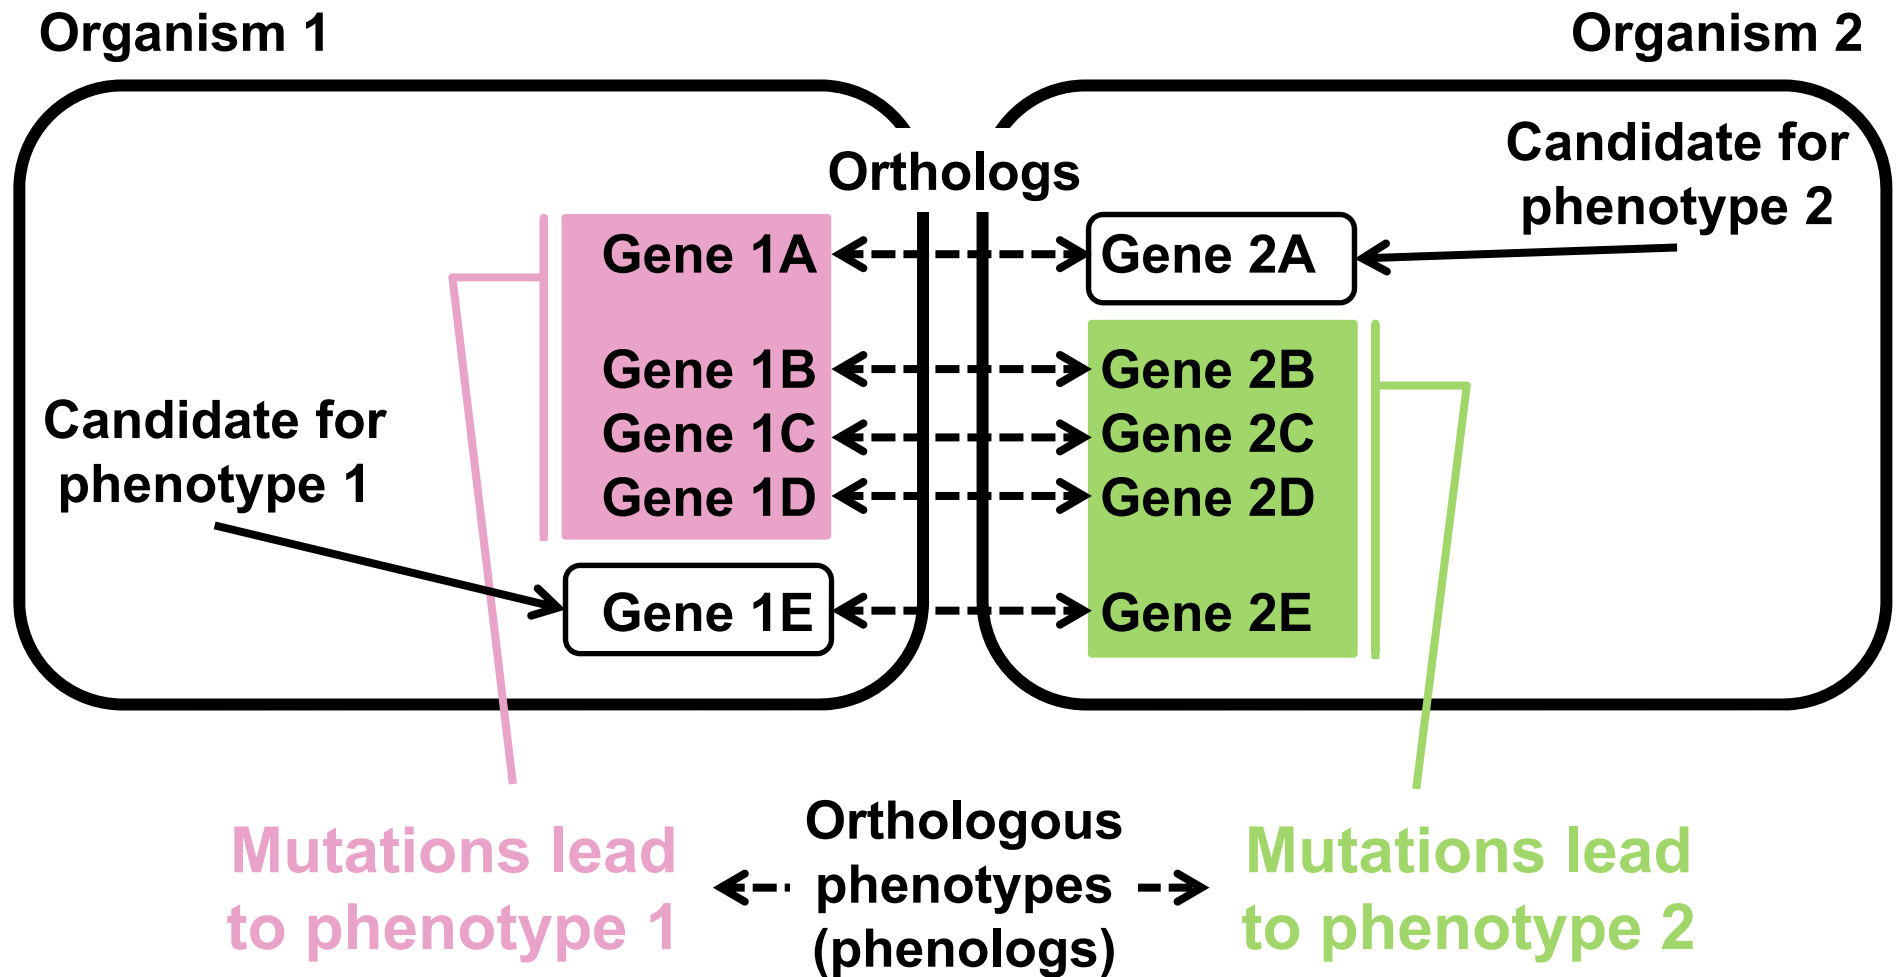 Organism 1
Organism 2
Orthologs
Candidate for
phenotype 2
Gene 1A
Gene 2A
Gene 1B
Gene 2B
Gene 1C
Gene 2C
Gene 1D
Gene 2D
Candidate for
phenotype 1
Gene 1E
Gene 2E
Mutations lead
to phenotype 1
Orthologous
phenotypes
(phenologs)
Mutations lead
to phenotype 2